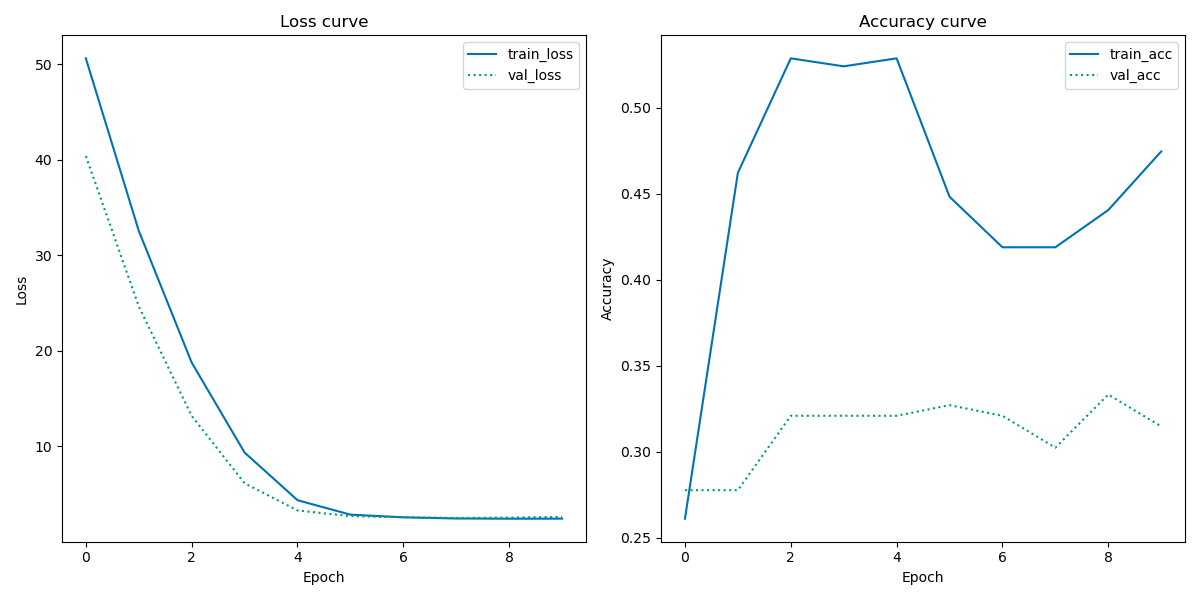 Loss curve
train_loss
val_loss
50
40
30
20
10
Loss
0
2
4
6
8
Epoch
Accuracy curve
train_acc
val_acc
0.50
0.45
0.40
0.35
0.30
0.25
Accuracy
0
2
4
6
8
Epoch